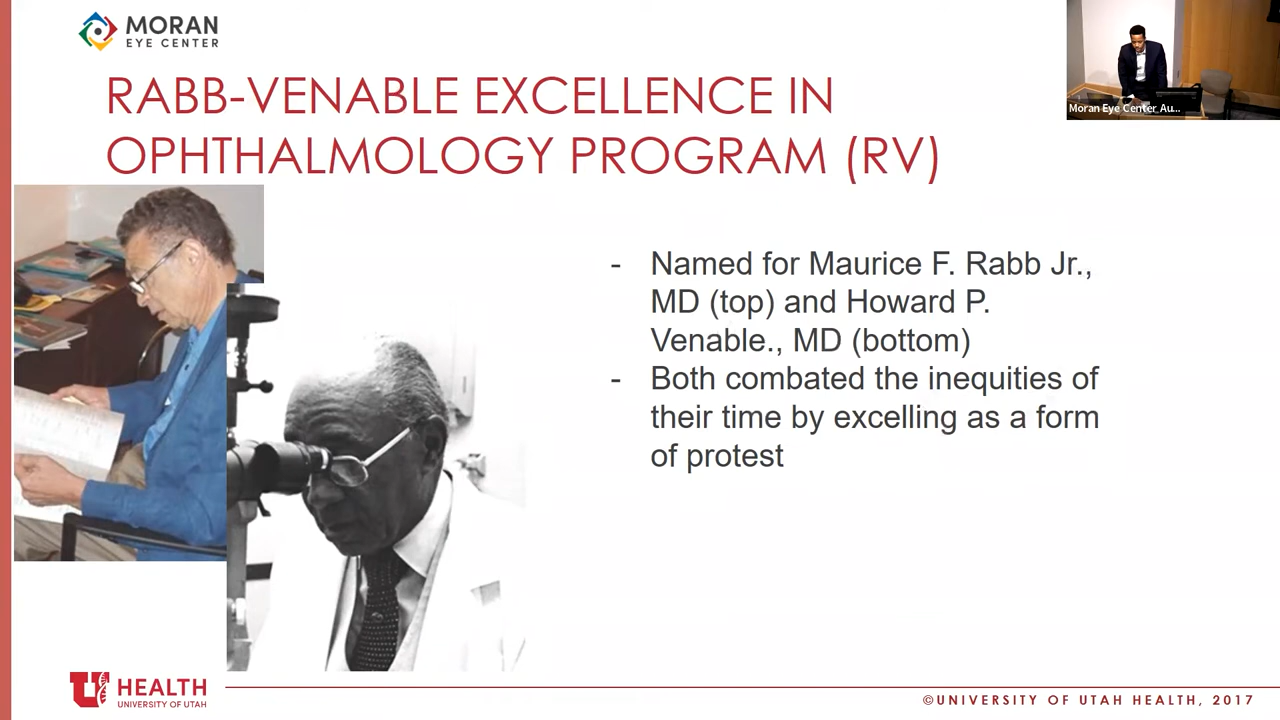 MORAN
EYE CENTER
RABB-VENABLE EXCELLENCE IN
OPHTHALMOLOGY PROGRAM (RV)
Moran Eye Center Au...
- Named for Maurice F. Rabb Jr.,
MD (top) and Howard P.
Venable., MD (bottom)
- Both combated the inequities of
their time by excelling as a form
of protest
U HEALTH
UNIVERSITY OF UTAH
©UNIVERSITY OF UTAH HEALTH, 2017